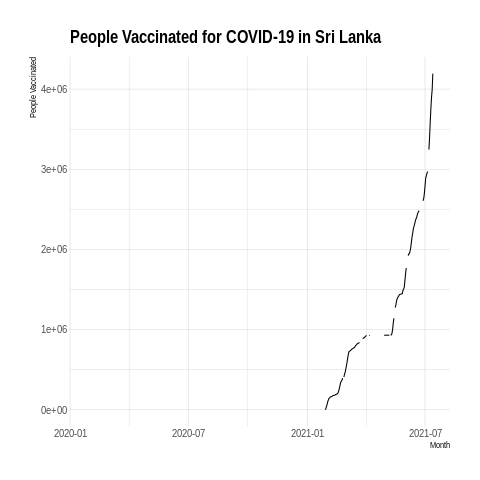 People Vaccinated for COVID-19 in Sri Lanka
People Vaccinated
4e+06
3e+06
2e+06
1e+06
0e+00
2020-01
2020-07
2021-01
2021-07
Month